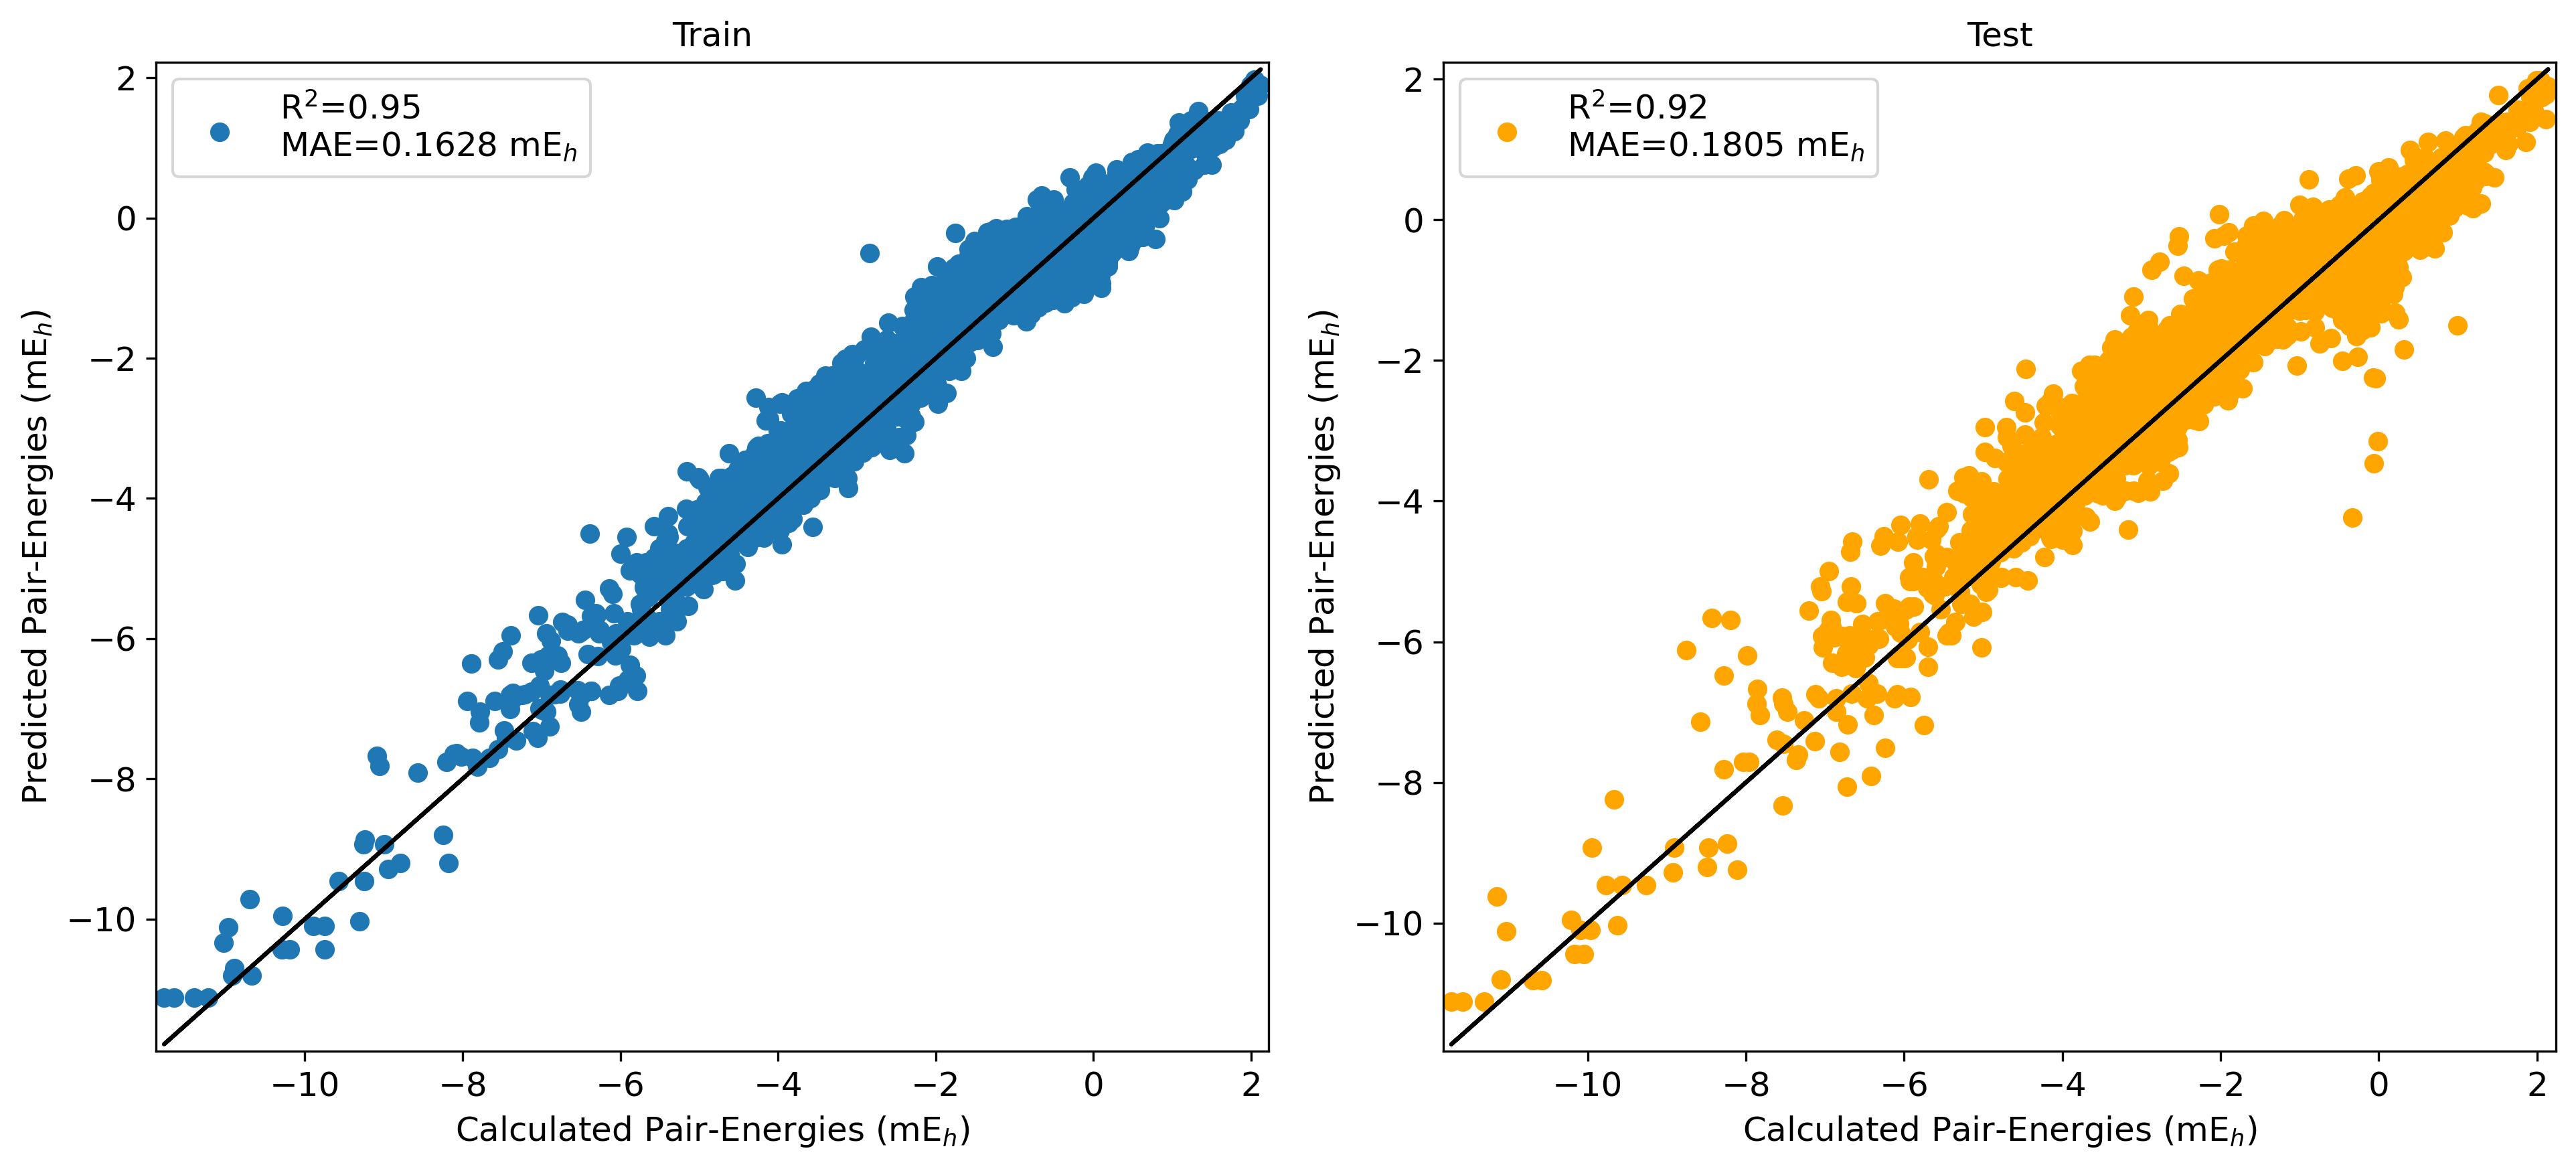 Train
R²=0.95
MAE=0.1628 mEₕ
2
0
−2
−4
−6
−8
−10
Predicted Pair-Energies (mEₕ)
−10 −8 −6 −4 −2 0 2
Calculated Pair-Energies (mEₕ)
Test
R²=0.92
MAE=0.1805 mEₕ
2
0
−2
−4
−6
−8
−10
Predicted Pair-Energies (mEₕ)
−10 −8 −6 −4 −2 0 2
Calculated Pair-Energies (mEₕ)